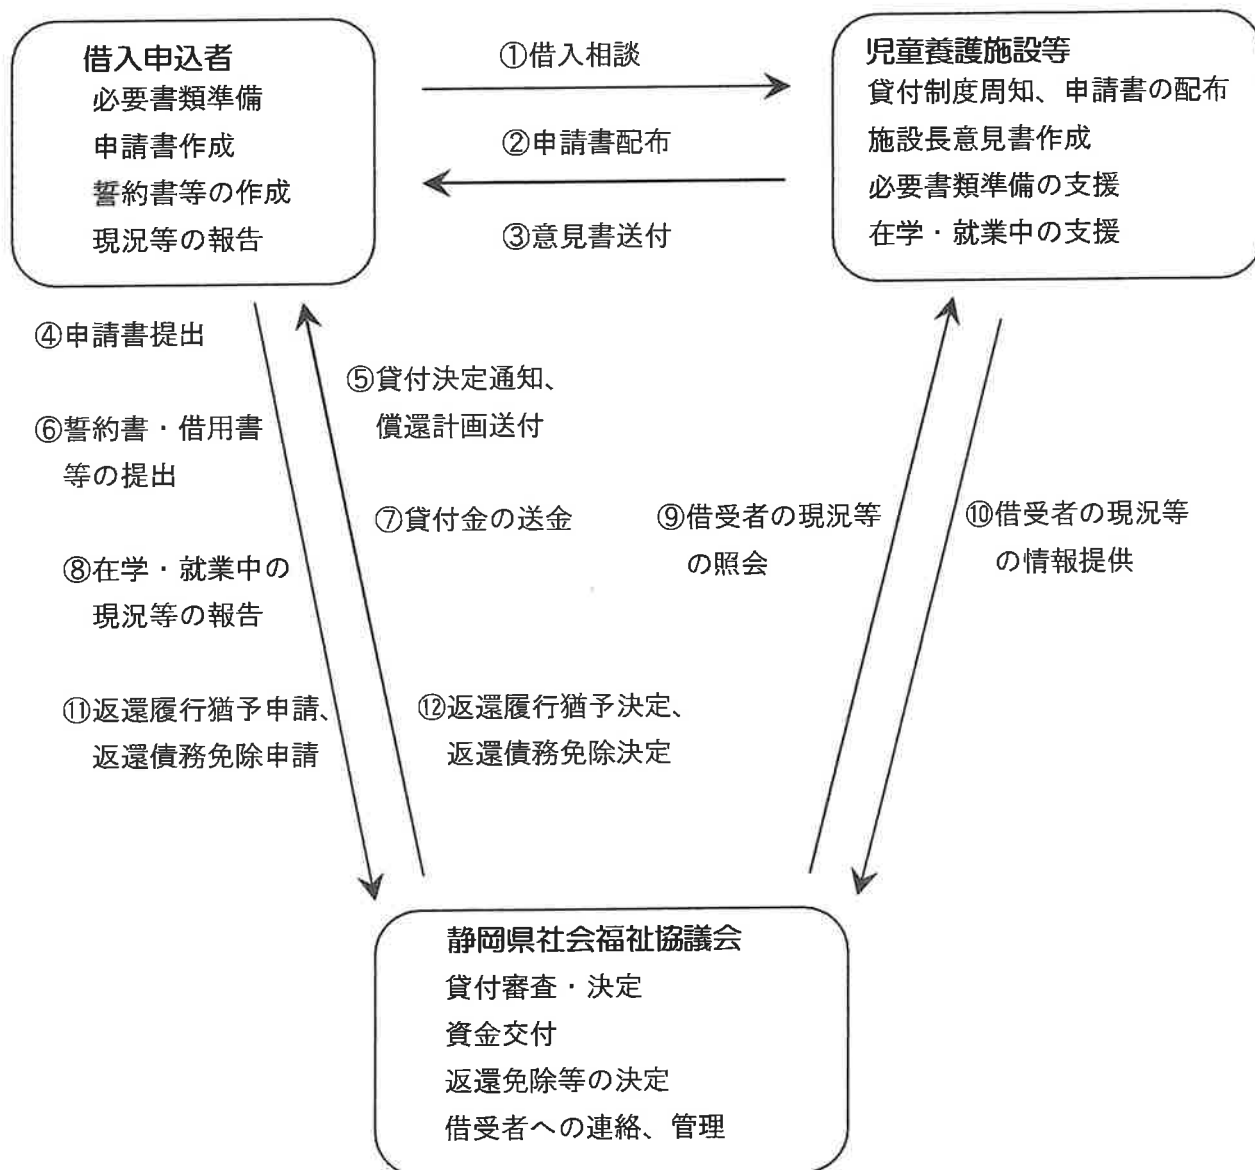 借入申込者
必要書類準備
申請書作成
誓約書等の作成
現況等の報告
①借入相談
②申請書配布
③意見書送付
児童養護施設等
貸付制度周知、申請書の配布
施設長意見書作成
必要書類準備の支援
在学・就業中の支援
④申請書提出
⑤貸付決定通知、
償還計画送付
⑥誓約書・借用書
等の提出
⑦貸付金の送金
⑧在学・就業中の
現況等の報告
⑨借受者の現況等
の照会
⑩借受者の現況等
の情報提供
⑪返還履行猶予申請、
返還債務免除申請
⑫返還履行猶予決定、
返還債務免除決定
静岡県社会福祉協議会
貸付審査・決定
資金交付
返還免除等の決定
借受者への連絡、管理